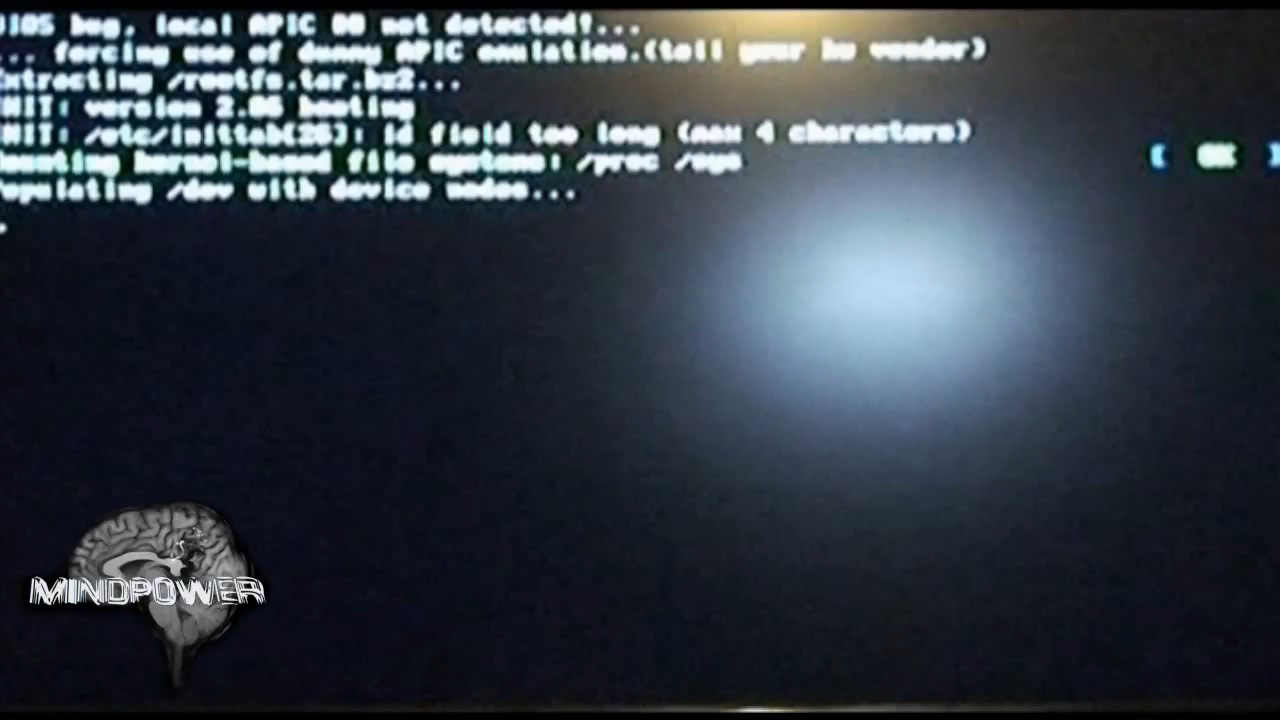 BIOS bug, local APIC #0 not detected!...
... forcing use of dummy APIC emulation.(tell your hw vendor)
Extracting /rootfs.tar.bz2...
INIT: version 2.86 booting
INIT: /etc/inittab[26]: id field too long (max 4 characters)
Mounting kernel-based file systems: /proc /sys [ OK ]
Populating /dev with device nodes...
MINDPOWER